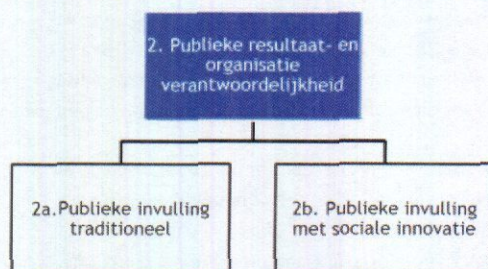 2. Publieke resultaat- en
organisatie
verantwoordelijkheid
2a.Publieke invulling
traditioneel
2b. Publieke invulling
met sociale innovatie